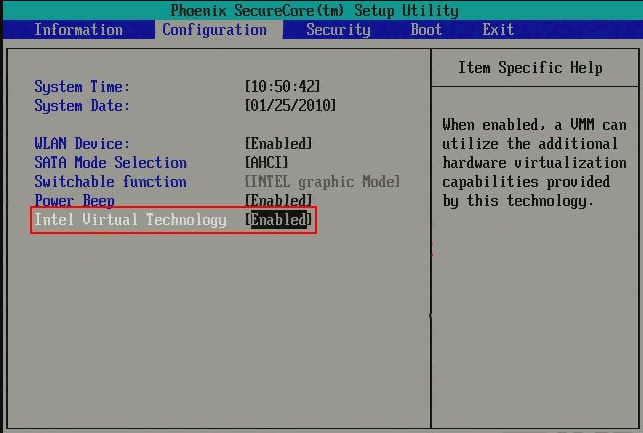 Phoenix SecureCore(tm) Setup Utility
Information Configuration Security Boot Exit
Item Specific Help
System Time: [10:50:42]
System Date: [01/25/2010]
When enabled, a VMM can
WLAN Device: [Enabled]
utilize the additional
SATA Mode Selection [AHCI]
hardware virtualization
Switchable function [INTEL graphic Mode]
capabilities provided
Power Beep [Enabled]
by this technology.
Intel Virtual Technology [Enabled]